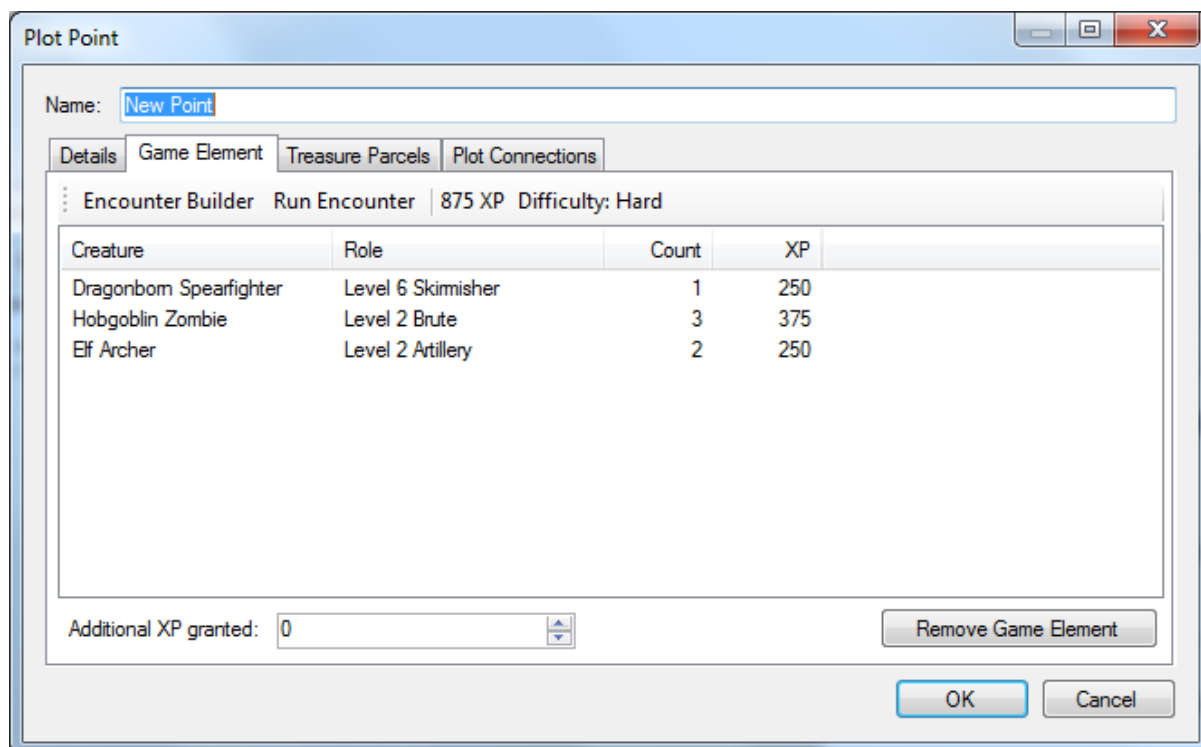 Plot Point
Name: New Point
Details Game Element Treasure Parcels Plot Connections
Encounter Builder Run Encounter 875 XP Difficulty: Hard
Creature Role Count XP
Dragonborn Spearfighter Level 6 Skirmisher 1 250
Hobgoblin Zombie Level 2 Brute 3 375
Elf Archer Level 2 Artillery 2 250
Additional XP granted: 0 Remove Game Element
OK Cancel